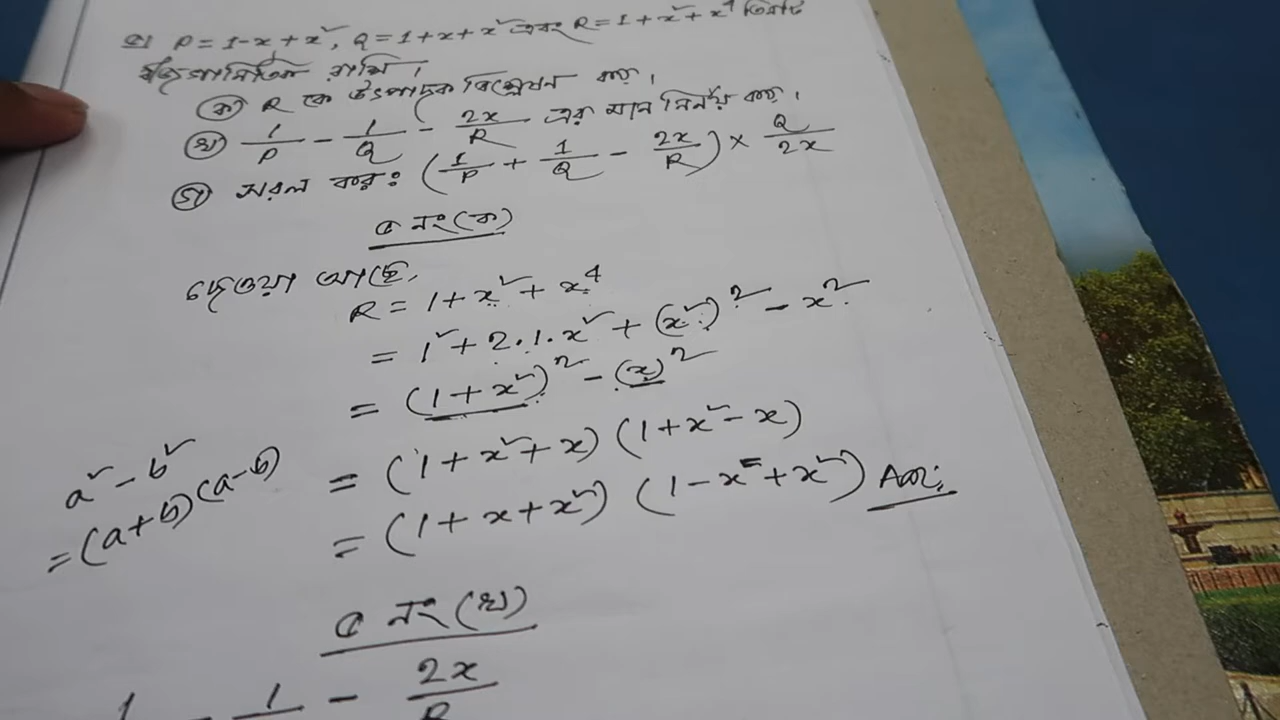 ৫। P = 1-x+x², Q = 1+x+x² এবং R = 1+x²+x⁴ তিনটি
বীজগাণিতিক রাশি।
(ক) R কে উৎপাদকে বিশ্লেষন কর।
(খ) 1/P - 1/Q - 2x/R এর মান নির্নয় কর।
(গ) সরল করঃ (1/P + 1/Q - 2x/R) × Q/2x
৫ নং (ক)
দেওয়া আছে,
R = 1+x²+x⁴
= 1²+2.1.x²+(x²)²-x²
= (1+x²)²-(x)²
= (1+x²+x)(1+x²-x)
= (1+x+x²)(1-x+x²) Ans:
a²-b²
=(a+b)(a-b)
৫ নং (খ)
1 1 - 2x/R